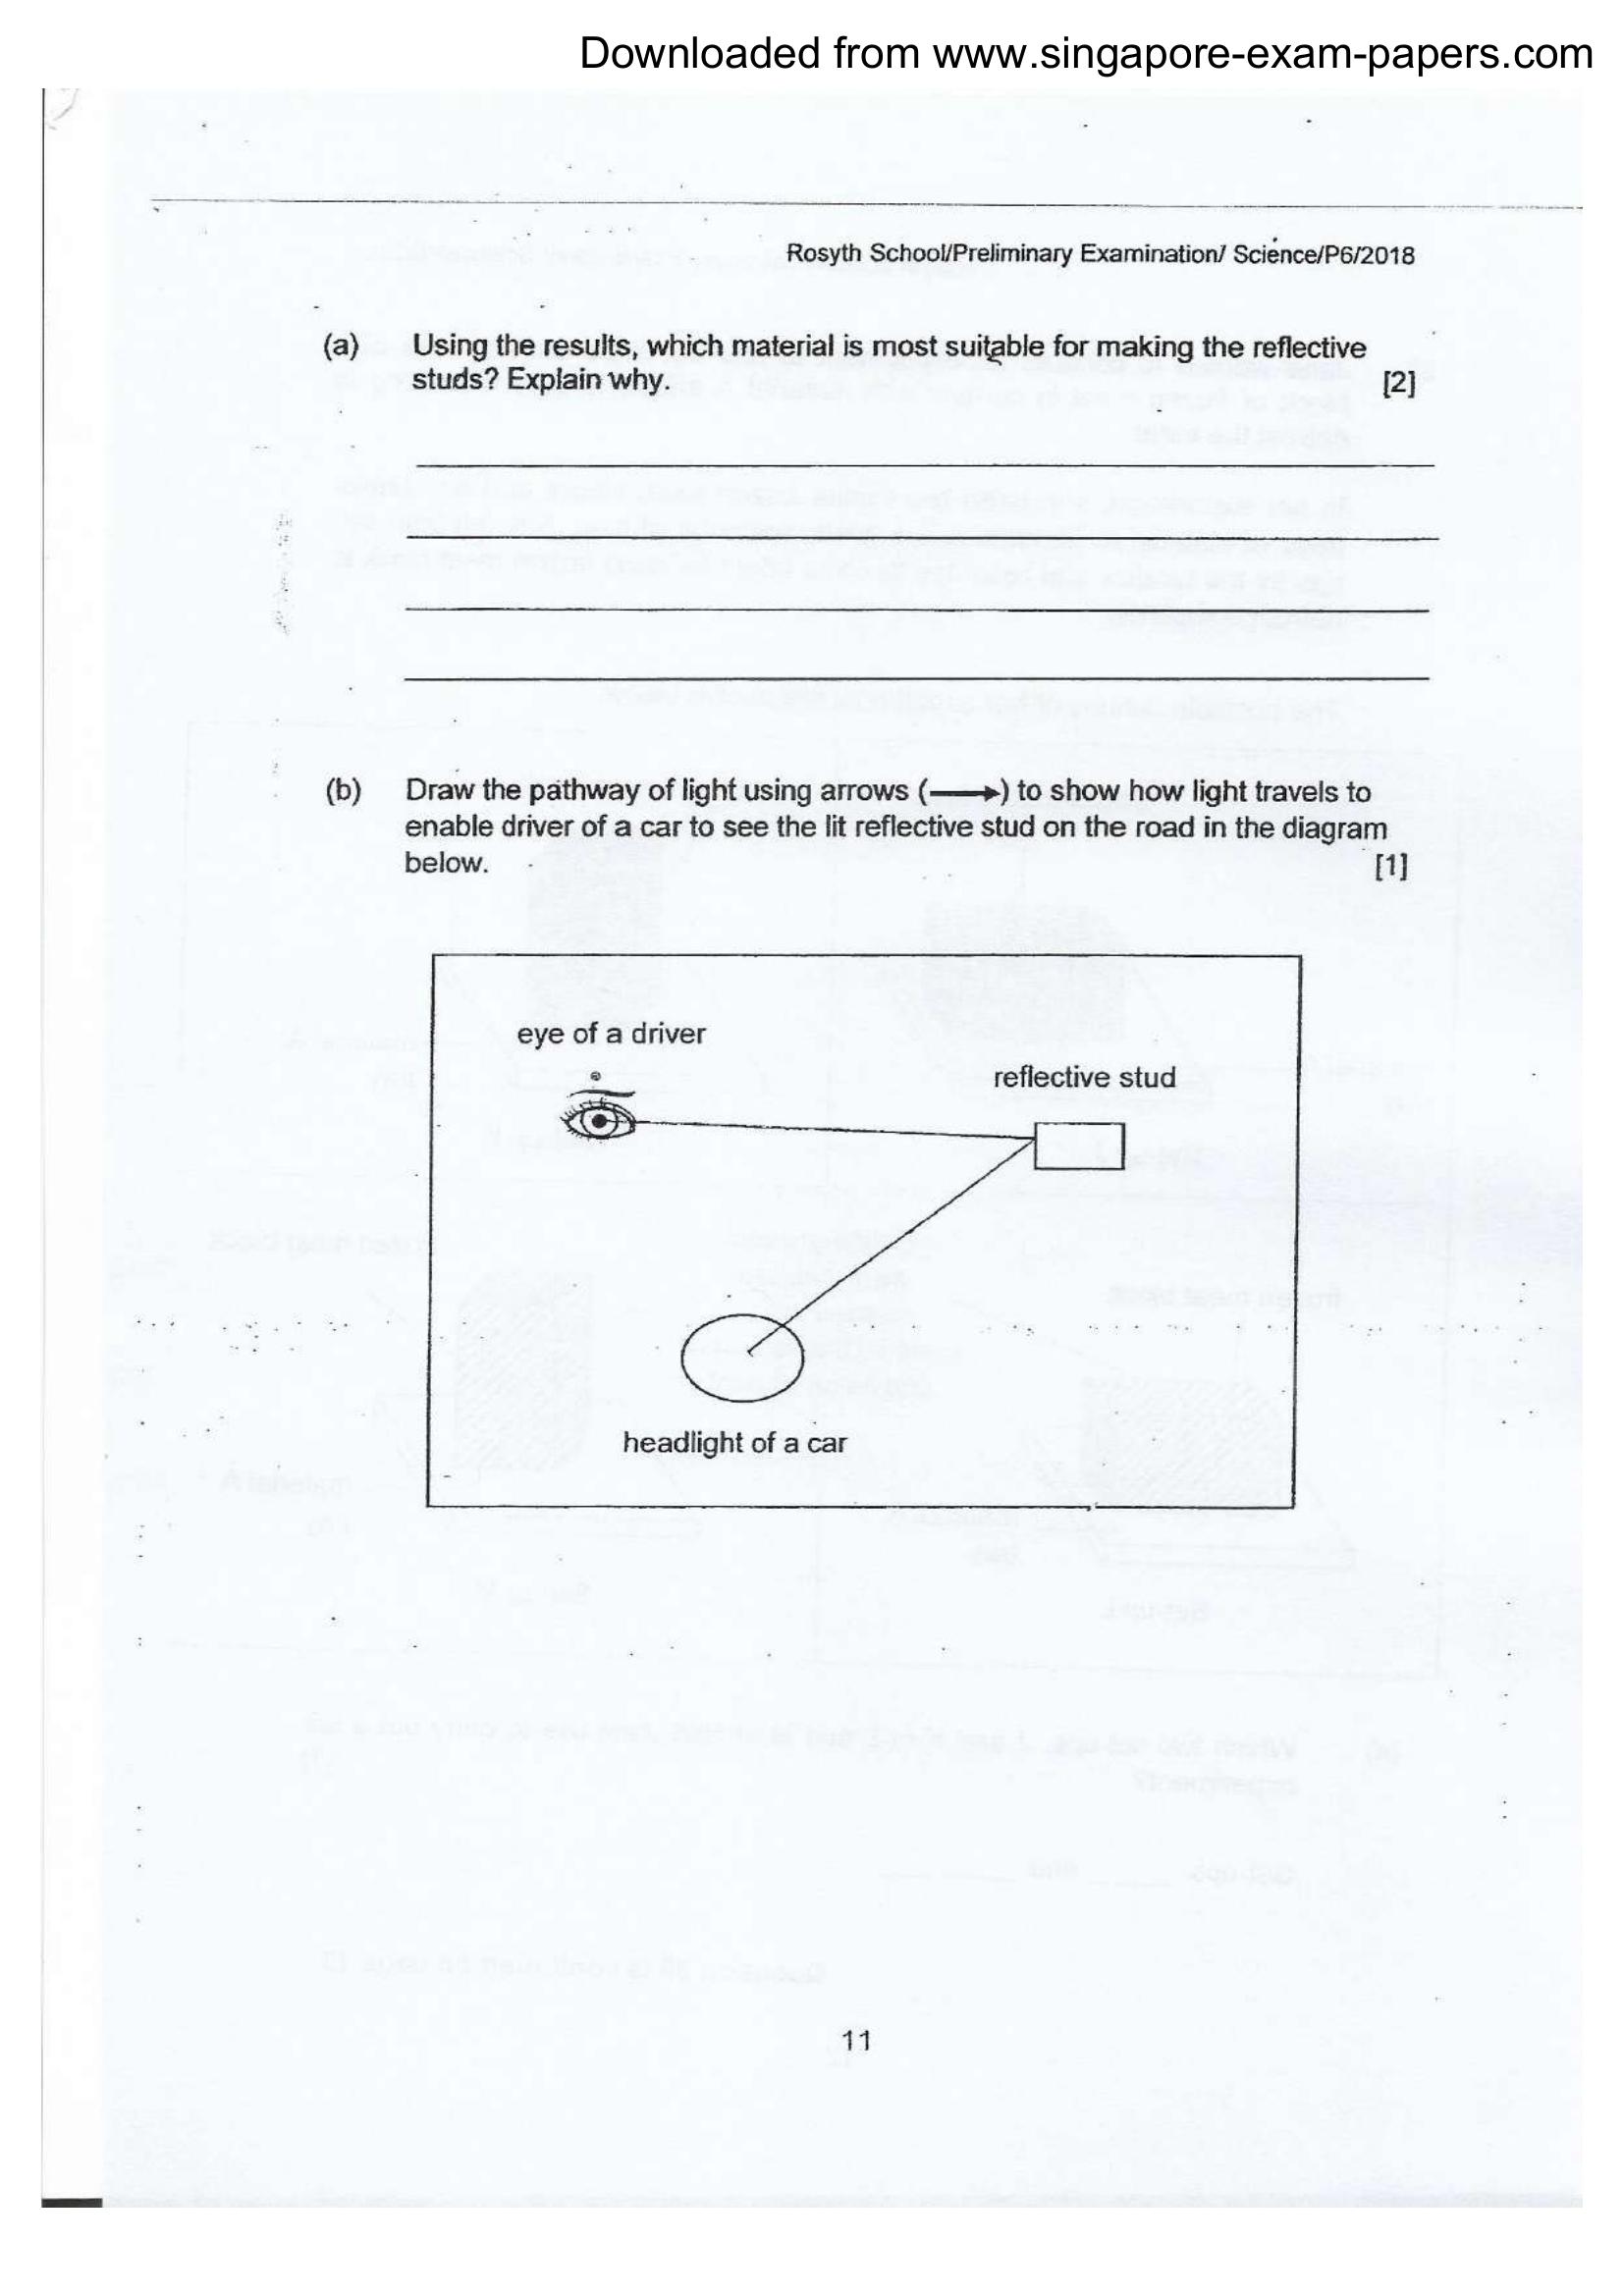 Downloaded from www.singapore-exam-papers.com
Rosyth School/Preliminary Examination/ Science/P6/2018
(a) Using the results, which material is most suitable for making the reflective
studs? Explain why. [2]
(b) Draw the pathway of light using arrows (⟶) to show how light travels to
enable driver of a car to see the lit reflective stud on the road in the diagram
below. [1]
eye of a driver
reflective stud
headlight of a car
11